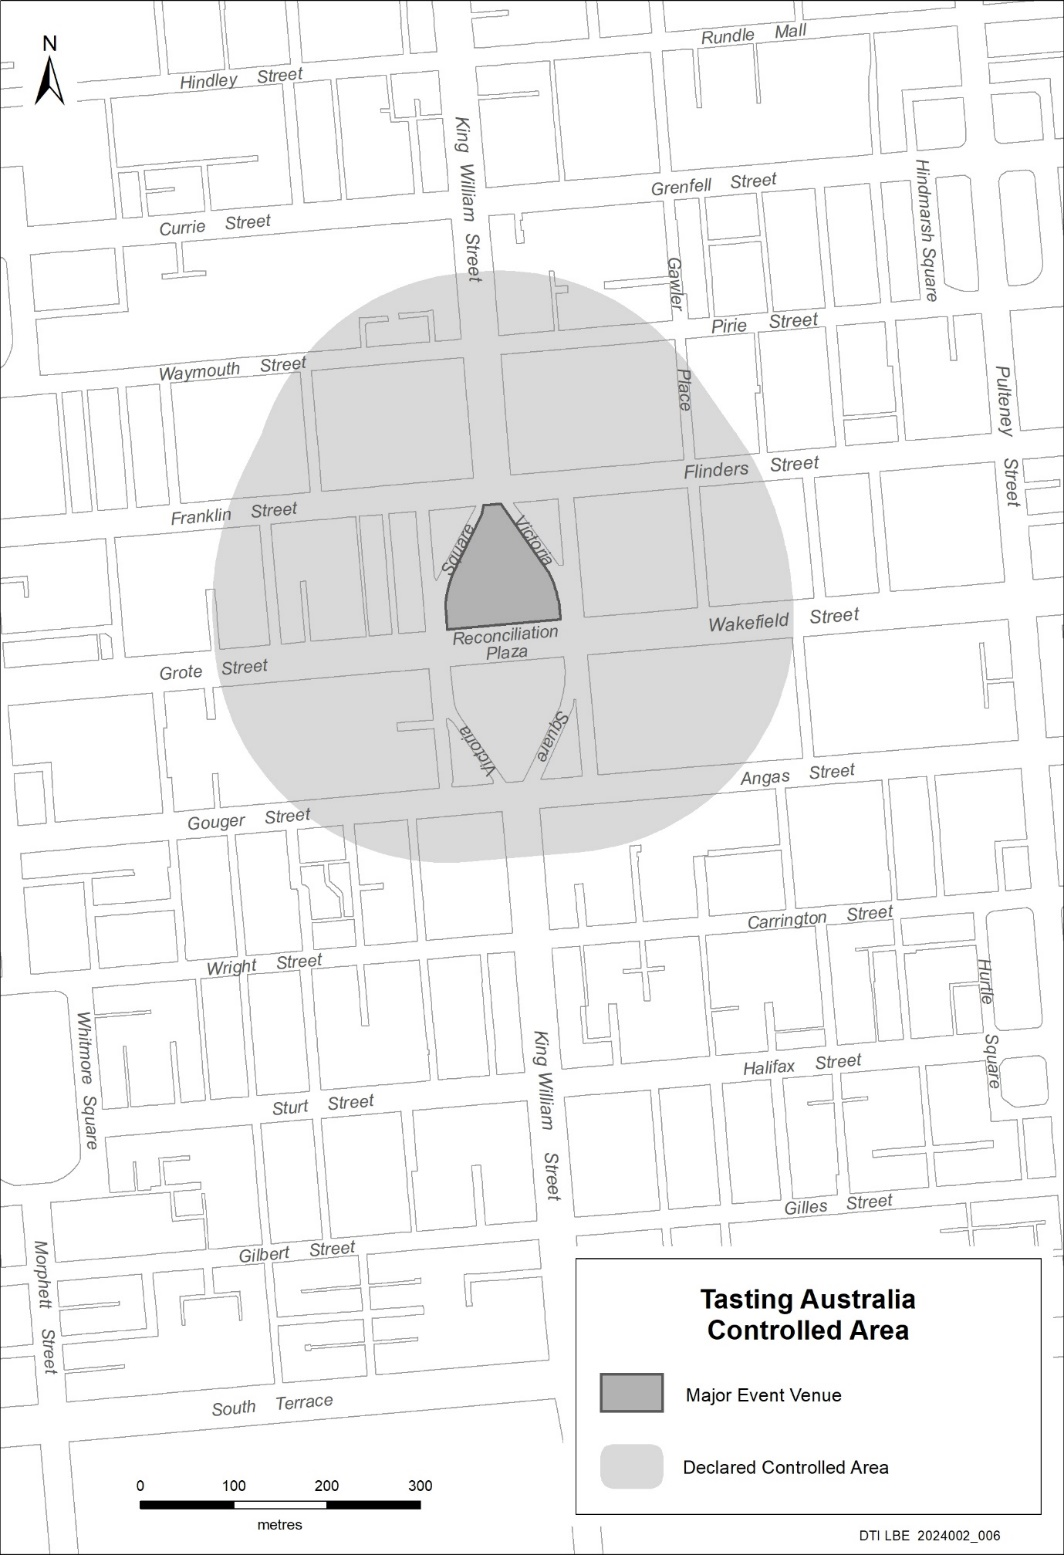 Rundle Mall
N
Hindley Street
King William Street
Grenfell Street
Hindmarsh Square
Currie Street
Gawler Place
Pirie Street
Waymouth Street
Pulteney Street
Flinders Street
Franklin Street
Square
Victoria
Reconciliation
Plaza
Wakefield Street
Grote Street
Victoria
Square
Angas Street
Gouger Street
Carrington Street
Wright Street
Hurtle Square
Whitmore Square
King William Street
Halifax Street
Sturt Street
Gilles Street
Gilbert Street
Morphett Street
South Terrace
Tasting Australia
Controlled Area
Major Event Venue
Declared Controlled Area
0 100 200 300
metres
DTI LBE 2024002_006